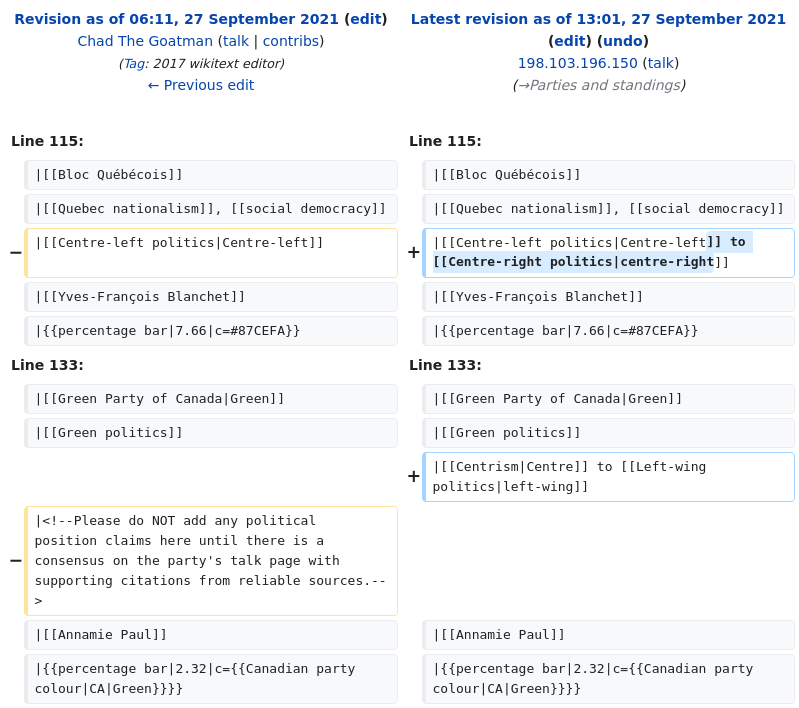 Revision as of 06:11, 27 September 2021 (edit)
Chad The Goatman (talk | contribs)
(Tag: 2017 wikitext editor)
← Previous edit
Latest revision as of 13:01, 27 September 2021
(edit) (undo)
198.103.196.150 (talk)
(→Parties and standings)
Line 115:
Line 115:
|[[Bloc Québécois]]
|[[Bloc Québécois]]
|[[Quebec nationalism]], [[social democracy]]
|[[Quebec nationalism]], [[social democracy]]
− |[[Centre-left politics|Centre-left]]
+ |[[Centre-left politics|Centre-left]] to
[[Centre-right politics|centre-right]]
|[[Yves-François Blanchet]]
|[[Yves-François Blanchet]]
|{{percentage bar|7.66|c=#87CEFA}}
|{{percentage bar|7.66|c=#87CEFA}}
Line 133:
Line 133:
|[[Green Party of Canada|Green]]
|[[Green Party of Canada|Green]]
|[[Green politics]]
|[[Green politics]]
+ |[[Centrism|Centre]] to [[Left-wing
politics|left-wing]]
− |<!--Please do NOT add any political
position claims here until there is a
consensus on the party's talk page with
supporting citations from reliable sources.--
>
|[[Annamie Paul]]
|[[Annamie Paul]]
|{{percentage bar|2.32|c={{Canadian party
colour|CA|Green}}}}
|{{percentage bar|2.32|c={{Canadian party
colour|CA|Green}}}}